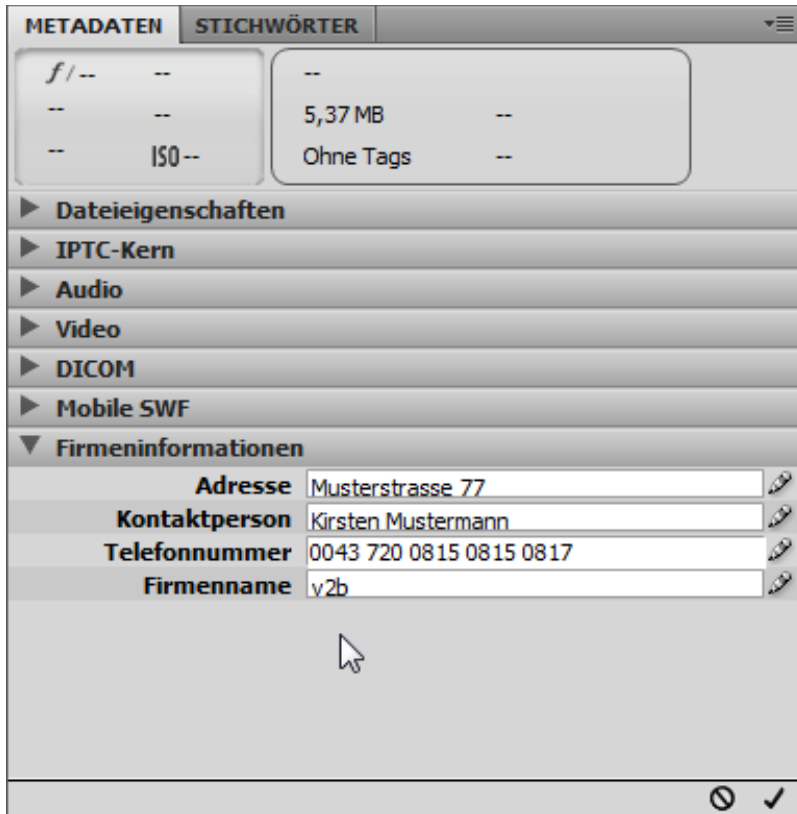 METADATEN STICHWÖRTER
f/-- --
-- --
-- ISO --
--
5,37 MB --
Ohne Tags --
Dateieigenschaften
IPTC-Kern
Audio
Video
DICOM
Mobile SWF
Firmeninformationen
Adresse Musterstrasse 77
Kontaktperson Kirsten Mustermann
Telefonnummer 0043 720 0815 0815 0817
Firmenname v2b